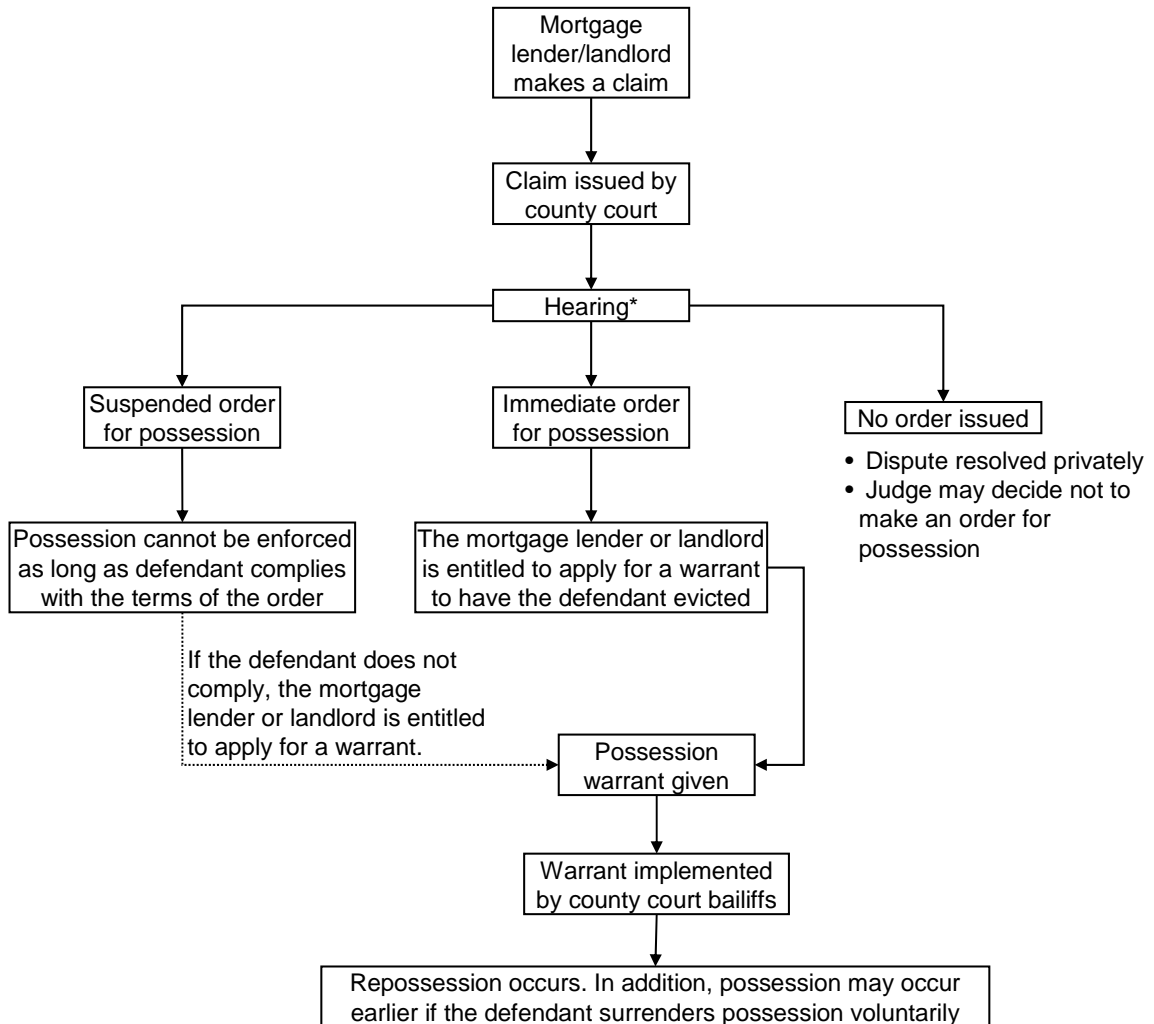 Mortgage
lender/landlord
makes a claim
Claim issued by
county court
Hearing*
Suspended order
for possession
Immediate order
for possession
No order issued
• Dispute resolved privately
• Judge may decide not to
make an order for
possession
Possession cannot be enforced
as long as defendant complies
with the terms of the order
The mortgage lender or landlord
is entitled to apply for a warrant
to have the defendant evicted
If the defendant does not
comply, the mortgage
lender or landlord is entitled
to apply for a warrant.
Possession
warrant given
Warrant implemented
by county court bailiffs
Repossession occurs. In addition, possession may occur
earlier if the defendant surrenders possession voluntarily